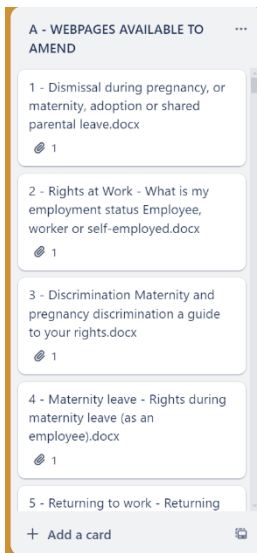 A - WEBPAGES AVAILABLE TO
AMEND
1 - Dismissal during pregnancy, or
maternity, adoption or shared
parental leave.docx
1
2 - Rights at Work - What is my
employment status Employee,
worker or self-employed.docx
1
3 - Discrimination Maternity and
pregnancy discrimination a guide
to your rights.docx
1
4 - Maternity leave - Rights during
maternity leave (as an
employee).docx
1
5 - Returning to work - Returning
+ Add a card